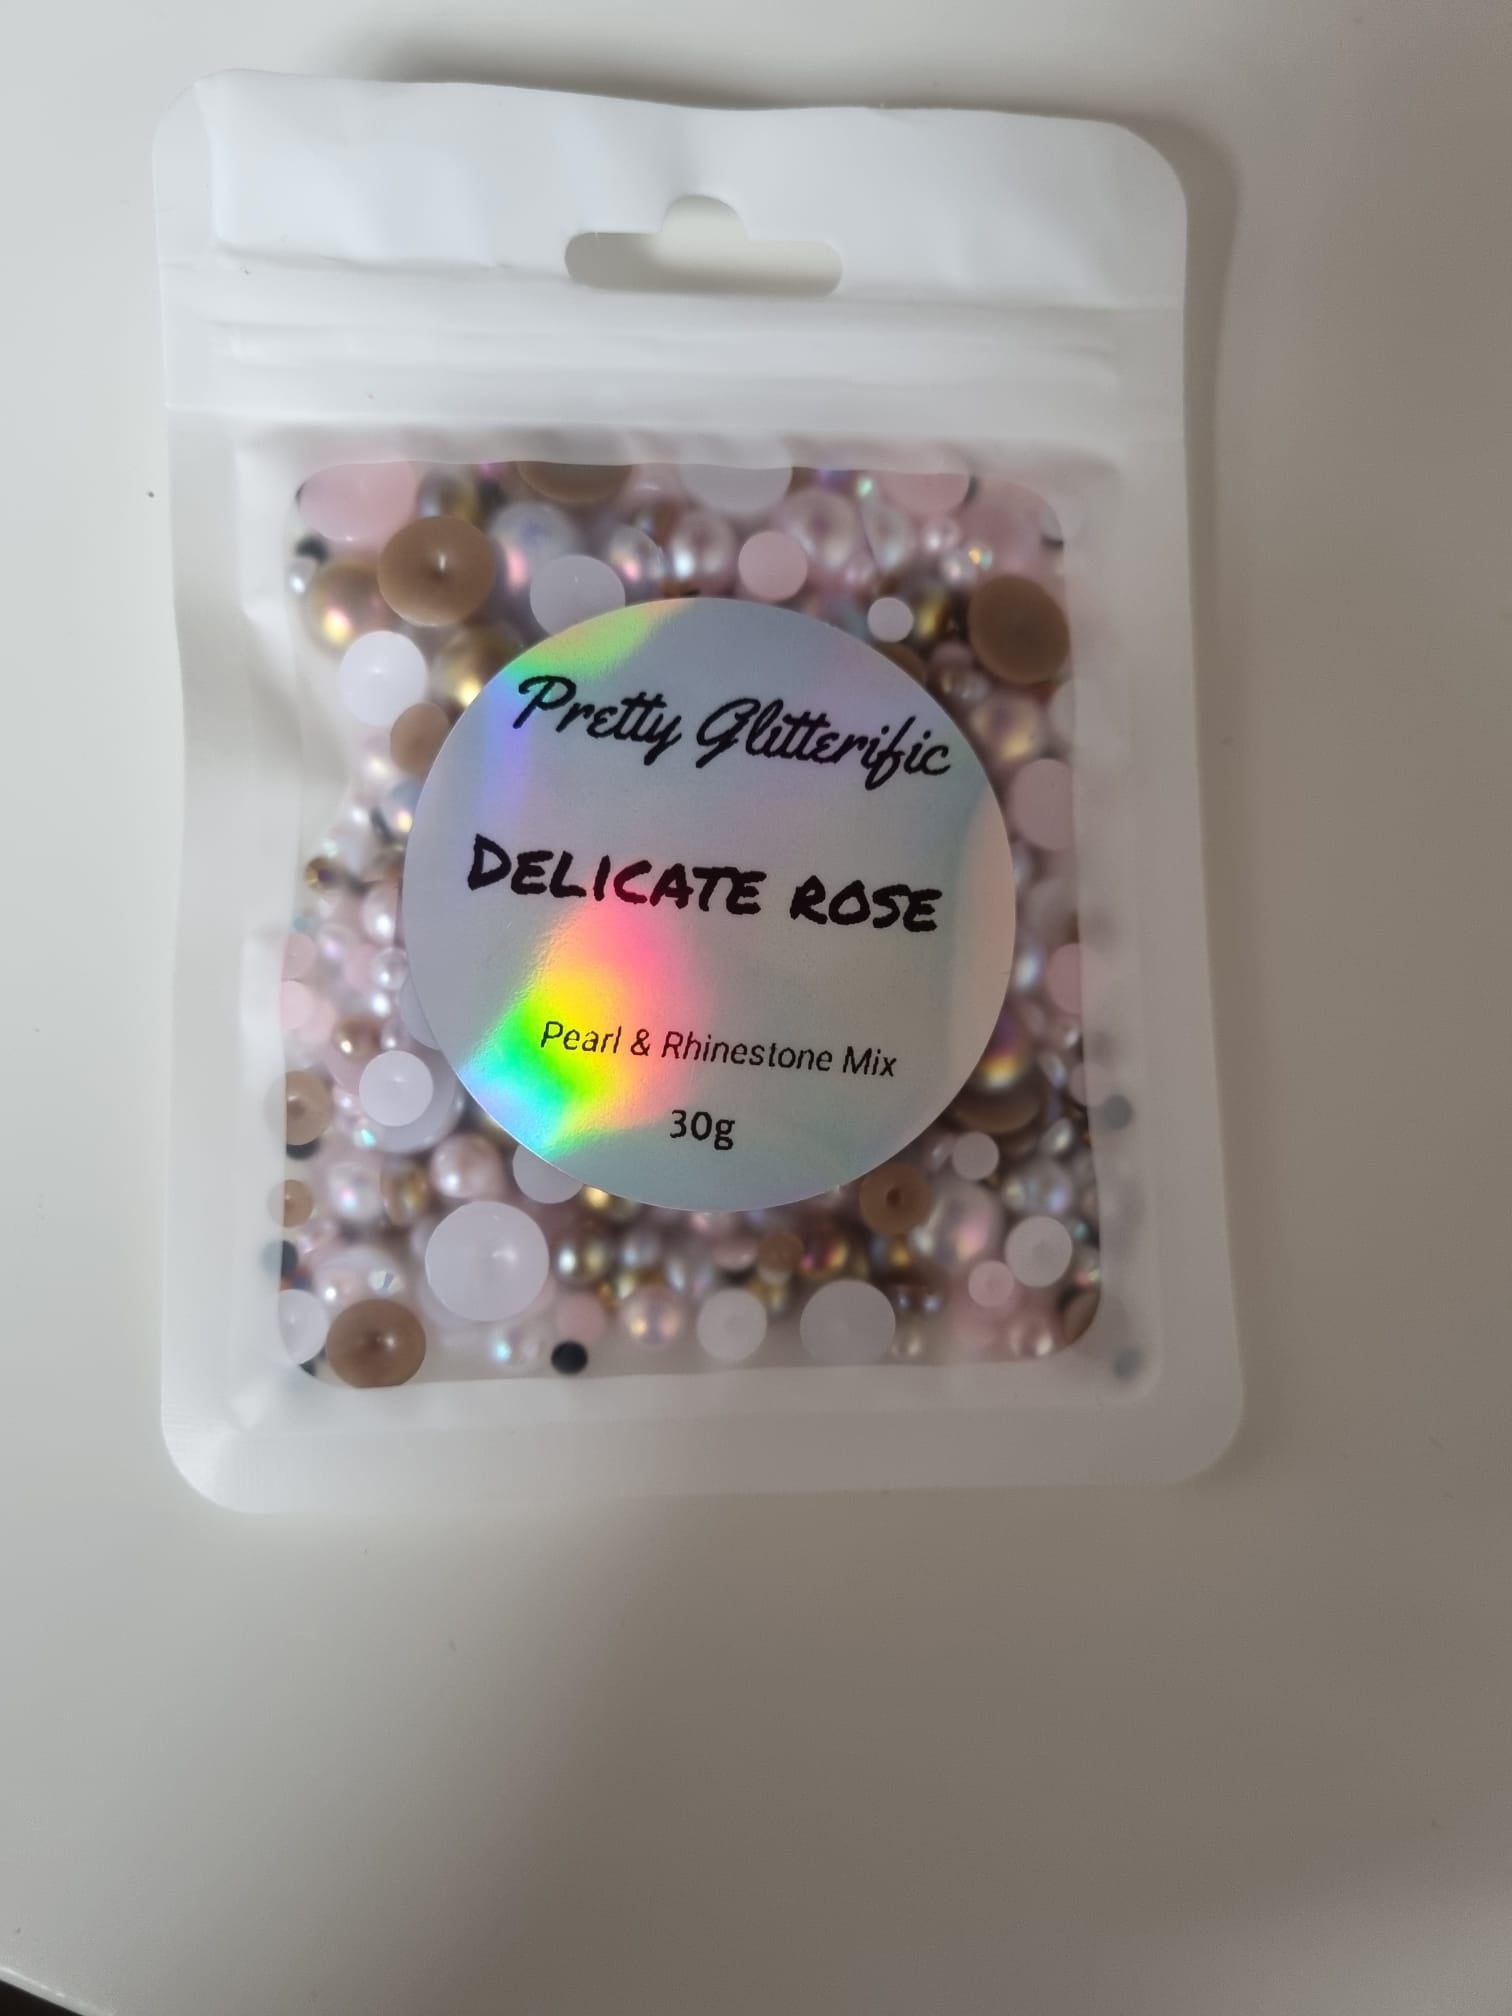 Pretty Glitterific
DELICATE ROSE
Pearl & Rhinestone Mix
30g